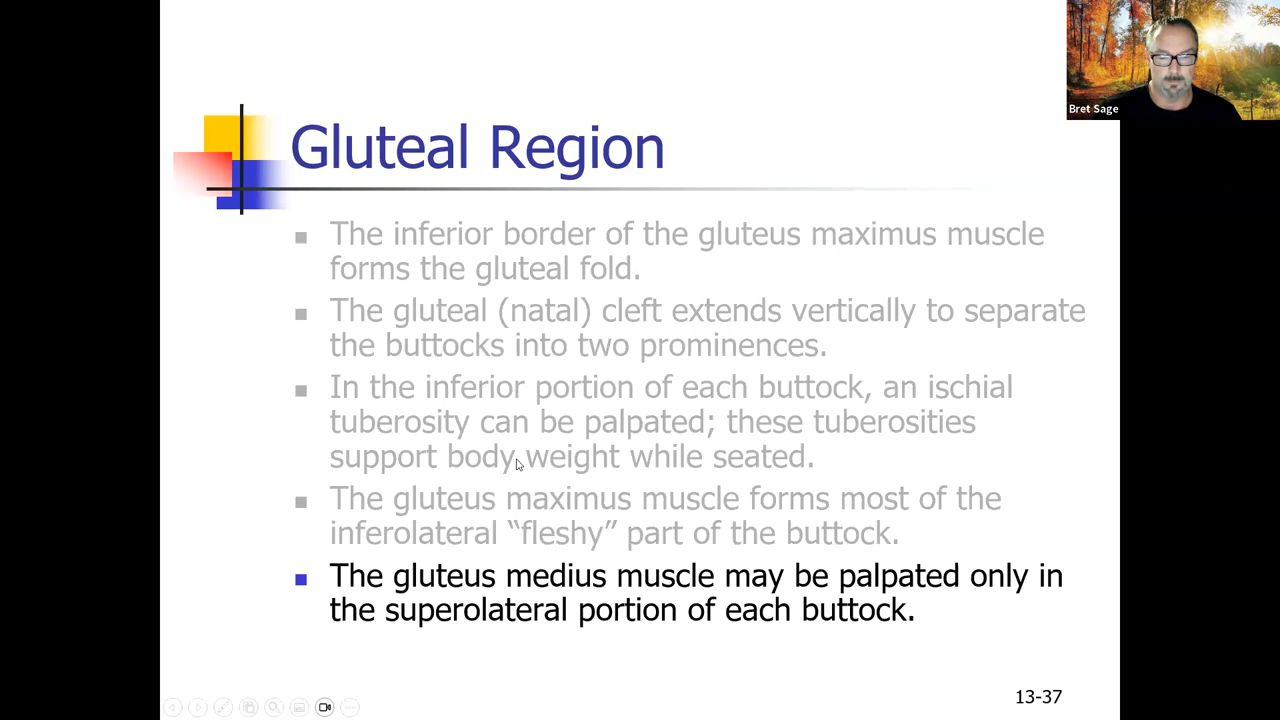 Bret Sage
Gluteal Region
The inferior border of the gluteus maximus muscle
forms the gluteal fold.
The gluteal (natal) cleft extends vertically to separate
the buttocks into two prominences.
In the inferior portion of each buttock, an ischial
tuberosity can be palpated; these tuberosities
support body weight while seated.
The gluteus maximus muscle forms most of the
inferolateral “fleshy” part of the buttock.
The gluteus medius muscle may be palpated only in
the superolateral portion of each buttock.
13-37